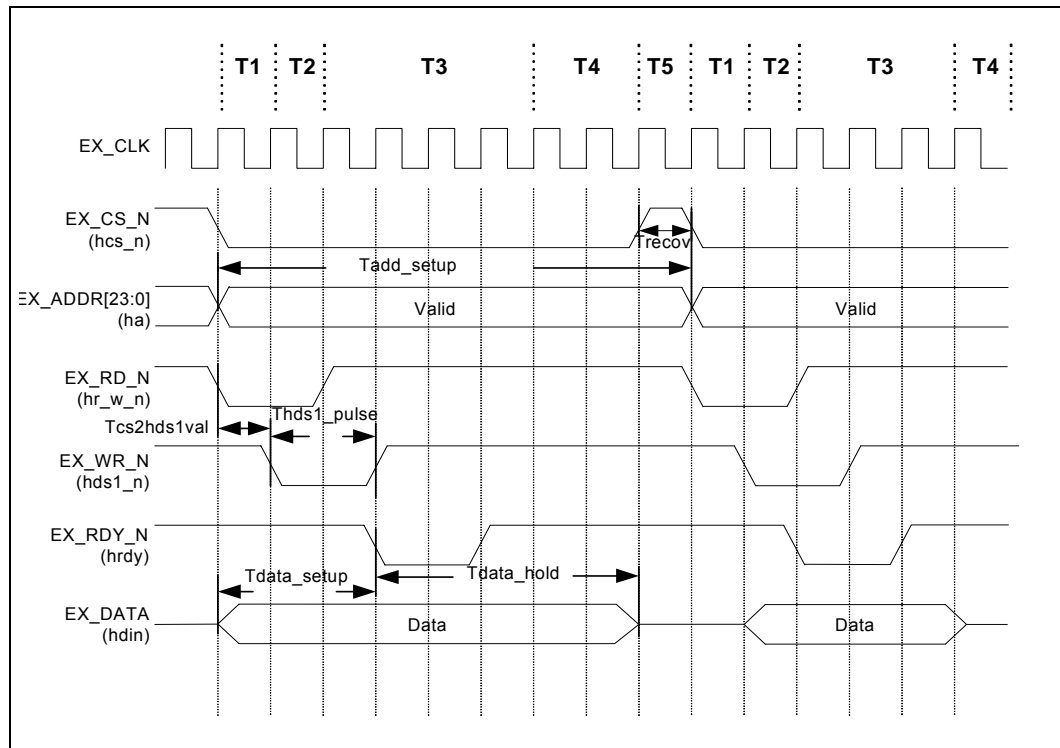 T1 T2 T3 T4 T5 T1 T2 T3 T4
EX_CLK
EX_CS_N
(hcs_n)
Trecov
Tadd_setup
EX_ADDR[23:0]
(ha)
Valid
Valid
EX_RD_N
(hr_w_n)
Thds1_pulse
Tcs2hds1val
EX_WR_N
(hds1_n)
EX_RDY_N
(hrdy)
Tdata_setup
Tdata_hold
EX_DATA
(hdin)
Data
Data